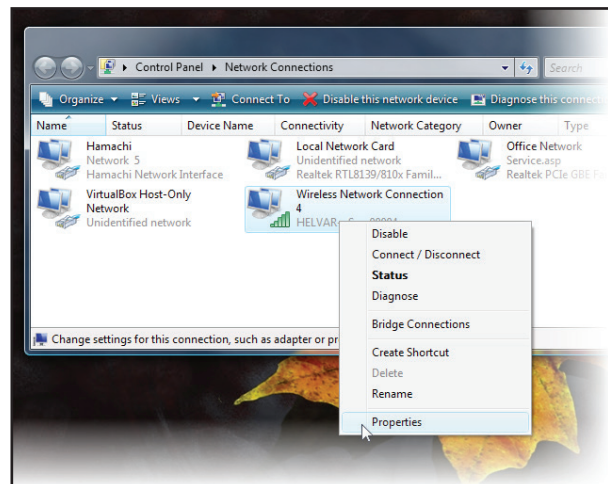 Control Panel ▸ Network Connections
Search
Organize Views Connect To Disable this network device Diagnose this connecti
Name Status Device Name Connectivity Network Category Owner Type
Hamachi
Network 5
Hamachi Network Interface
Local Network Card
Unidentified network
Realtek RTL8139/810x Famil...
Office Network
Service.asp
Realtek PCIe GBE Fa
VirtualBox Host-Only
Network
Unidentified network
Wireless Network Connection
4
Disable
Connect / Disconnect
Status
Diagnose
Bridge Connections
Create Shortcut
Delete
Rename
Properties
Change settings for this connection, such as adapter or pr